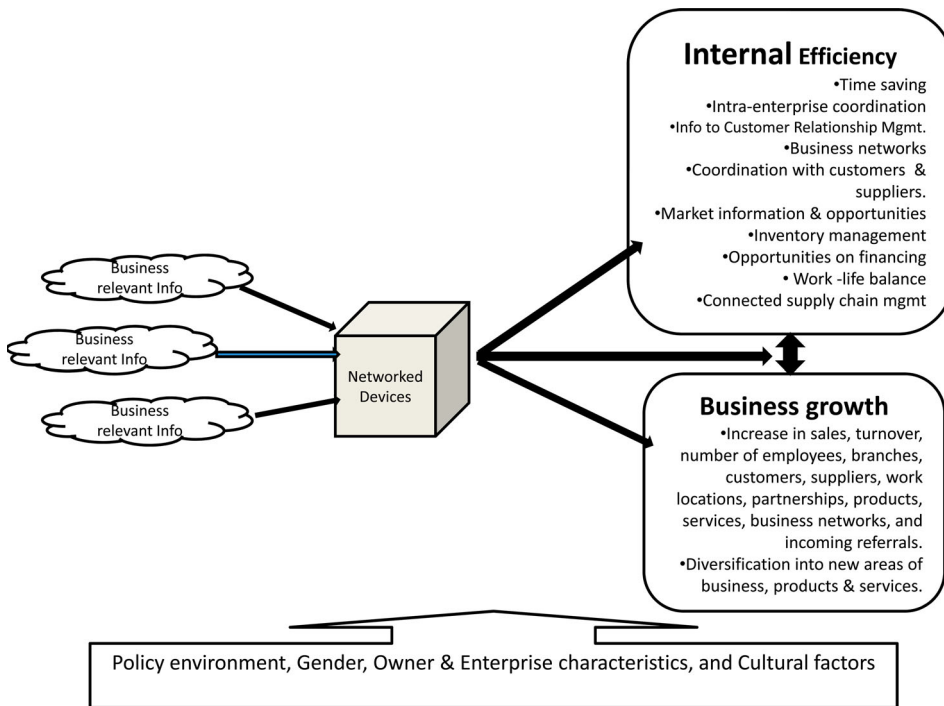 Internal Efficiency
•Time saving
•Intra-enterprise coordination
•Info to Customer Relationship Mgmt.
•Business networks
•Coordination with customers &
suppliers.
•Market information & opportunities
•Inventory management
•Opportunities on financing
• Work -life balance
•Connected supply chain mgmt
Business
relevant Info
Business
relevant Info
Business
relevant Info
Networked
Devices
Business growth
•Increase in sales, turnover,
number of employees, branches,
customers, suppliers, work
locations, partnerships, products,
services, business networks, and
incoming referrals.
•Diversification into new areas of
business, products & services.
Policy environment, Gender, Owner & Enterprise characteristics, and Cultural factors